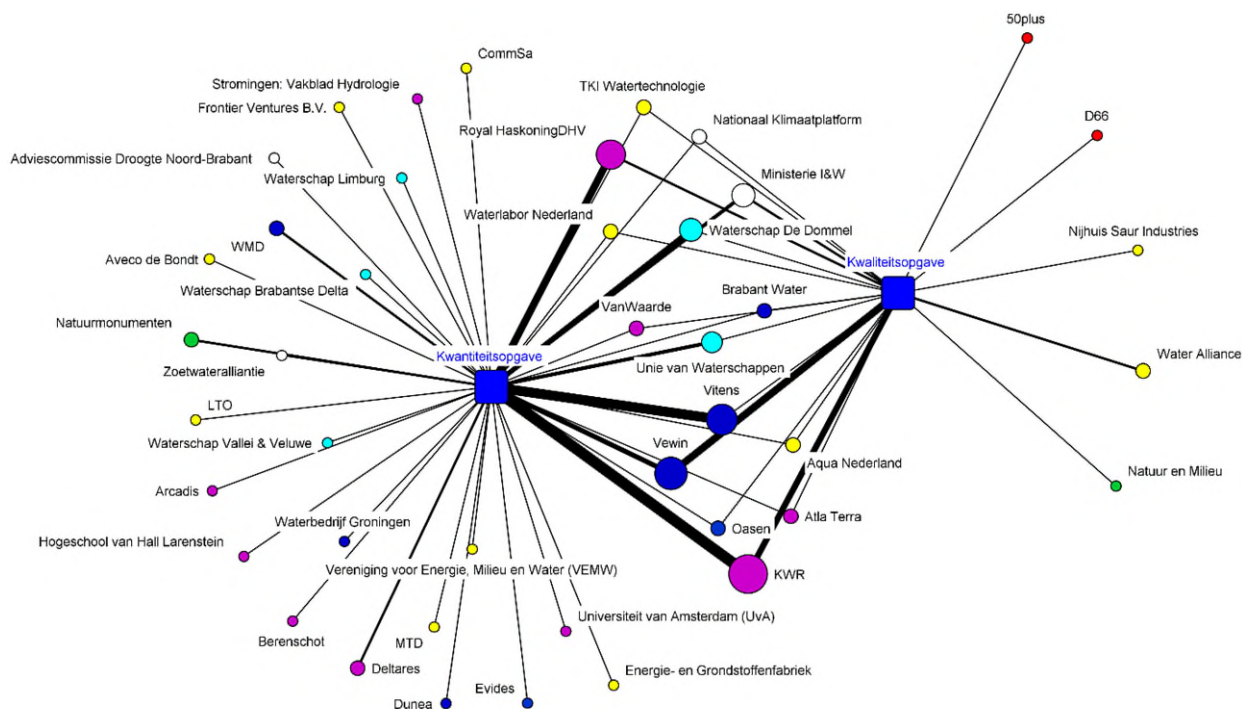 50plus
CommSa
Stromingen: Vakblad Hydrologie
TKI Watertechnologie
Frontier Ventures B.V.
Nationaal Klimaatplatform
D66
Royal HaskoningDHV
Adviescommissie Droogte Noord-Brabant
Waterschap Limburg
Ministerie I&W
Waterlabor Nederland
Waterschap De Dommel
Nijhuis Saur Industries
WMD
Aveco de Bondt
Kwaliteitsopgave
Waterschap Brabantse Delta
Brabant Water
VanWaarde
Natuurmonumenten
Kwantiteitsopgave
Water Alliance
Zoetwateralliantie
Unie van Waterschappen
Vitens
LTO
Waterschap Vallei & Veluwe
Vewin
Aqua Nederland
Natuur en Milieu
Arcadis
Waterbedrijf Groningen
Oasen
Atla Terra
Hogeschool van Hall Larenstein
Vereniging voor Energie, Milieu en Water (VEMW)
KWR
Universiteit van Amsterdam (UvA)
Berenschot
MTD
Deltares
Energie- en Grondstoffenfabriek
Evides
Dunea